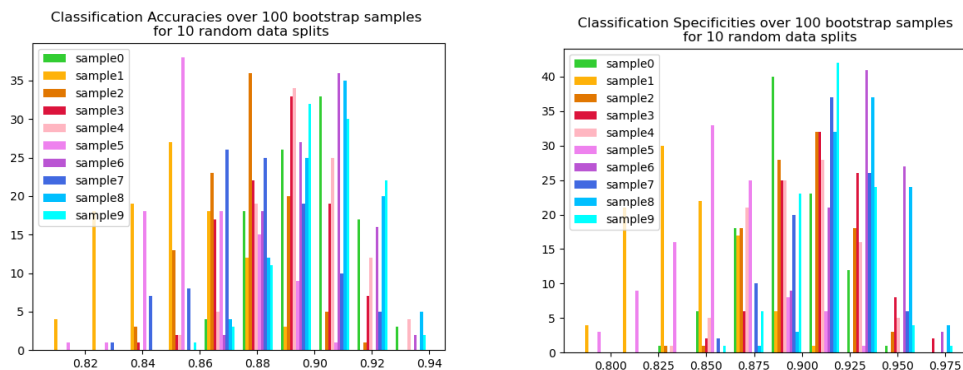 Classification Accuracies over 100 bootstrap samples
for 10 random data splits
sample0
sample1
sample2
sample3
sample4
sample5
sample6
sample7
sample8
sample9
35
30
25
20
15
10
5
0
0.82
0.84
0.86
0.88
0.90
0.92
0.94
Classification Specificities over 100 bootstrap samples
for 10 random data splits
sample0
sample1
sample2
sample3
sample4
sample5
sample6
sample7
sample8
sample9
40
30
20
10
0
0.800
0.825
0.850
0.875
0.900
0.925
0.950
0.975